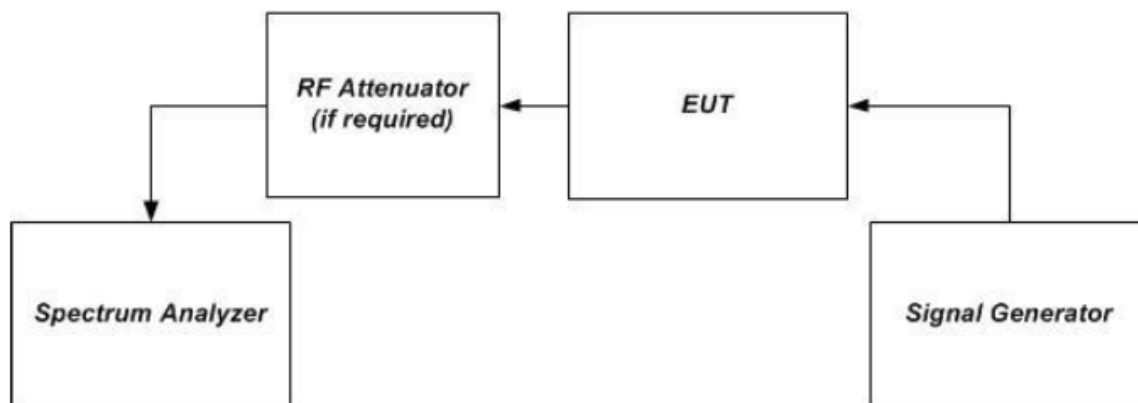 RF Attenuator
(if required)
EUT
Spectrum Analyzer
Signal Generator